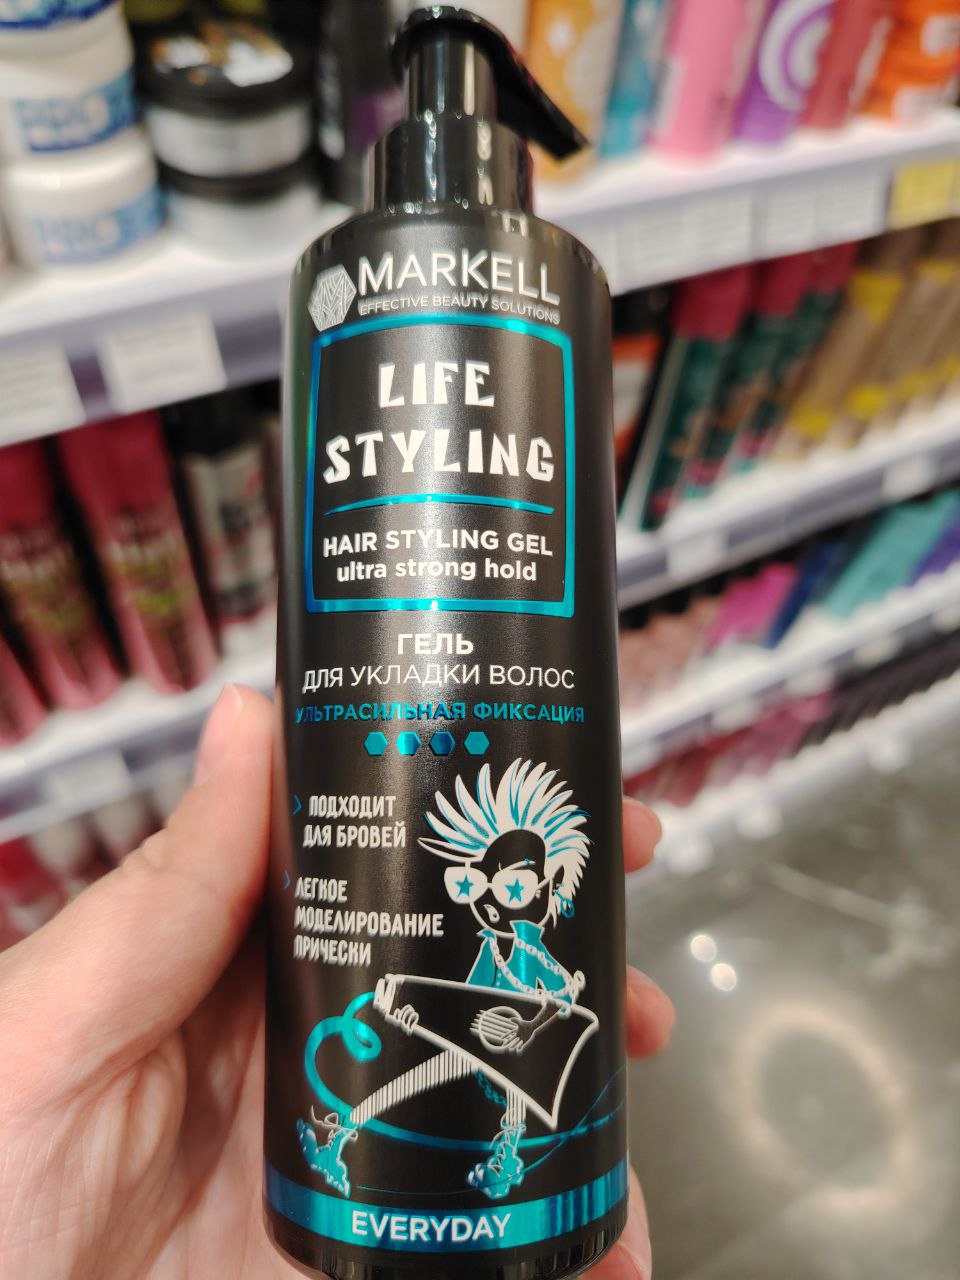 MARKELL
EFFECTIVE BEAUTY SOLUTIONS
LIFE
STYLING
HAIR STYLING GEL
ultra strong hold
ГЕЛЬ
ДЛЯ УКЛАДКИ ВОЛОС
УЛЬТРАСИЛЬНАЯ ФИКСАЦИЯ
ПОДХОДИТ
ДЛЯ БРОВЕЙ
ЛЕГКОЕ
МОДЕЛИРОВАНИЕ
ПРИЧЕСКИ
EVERYDAY